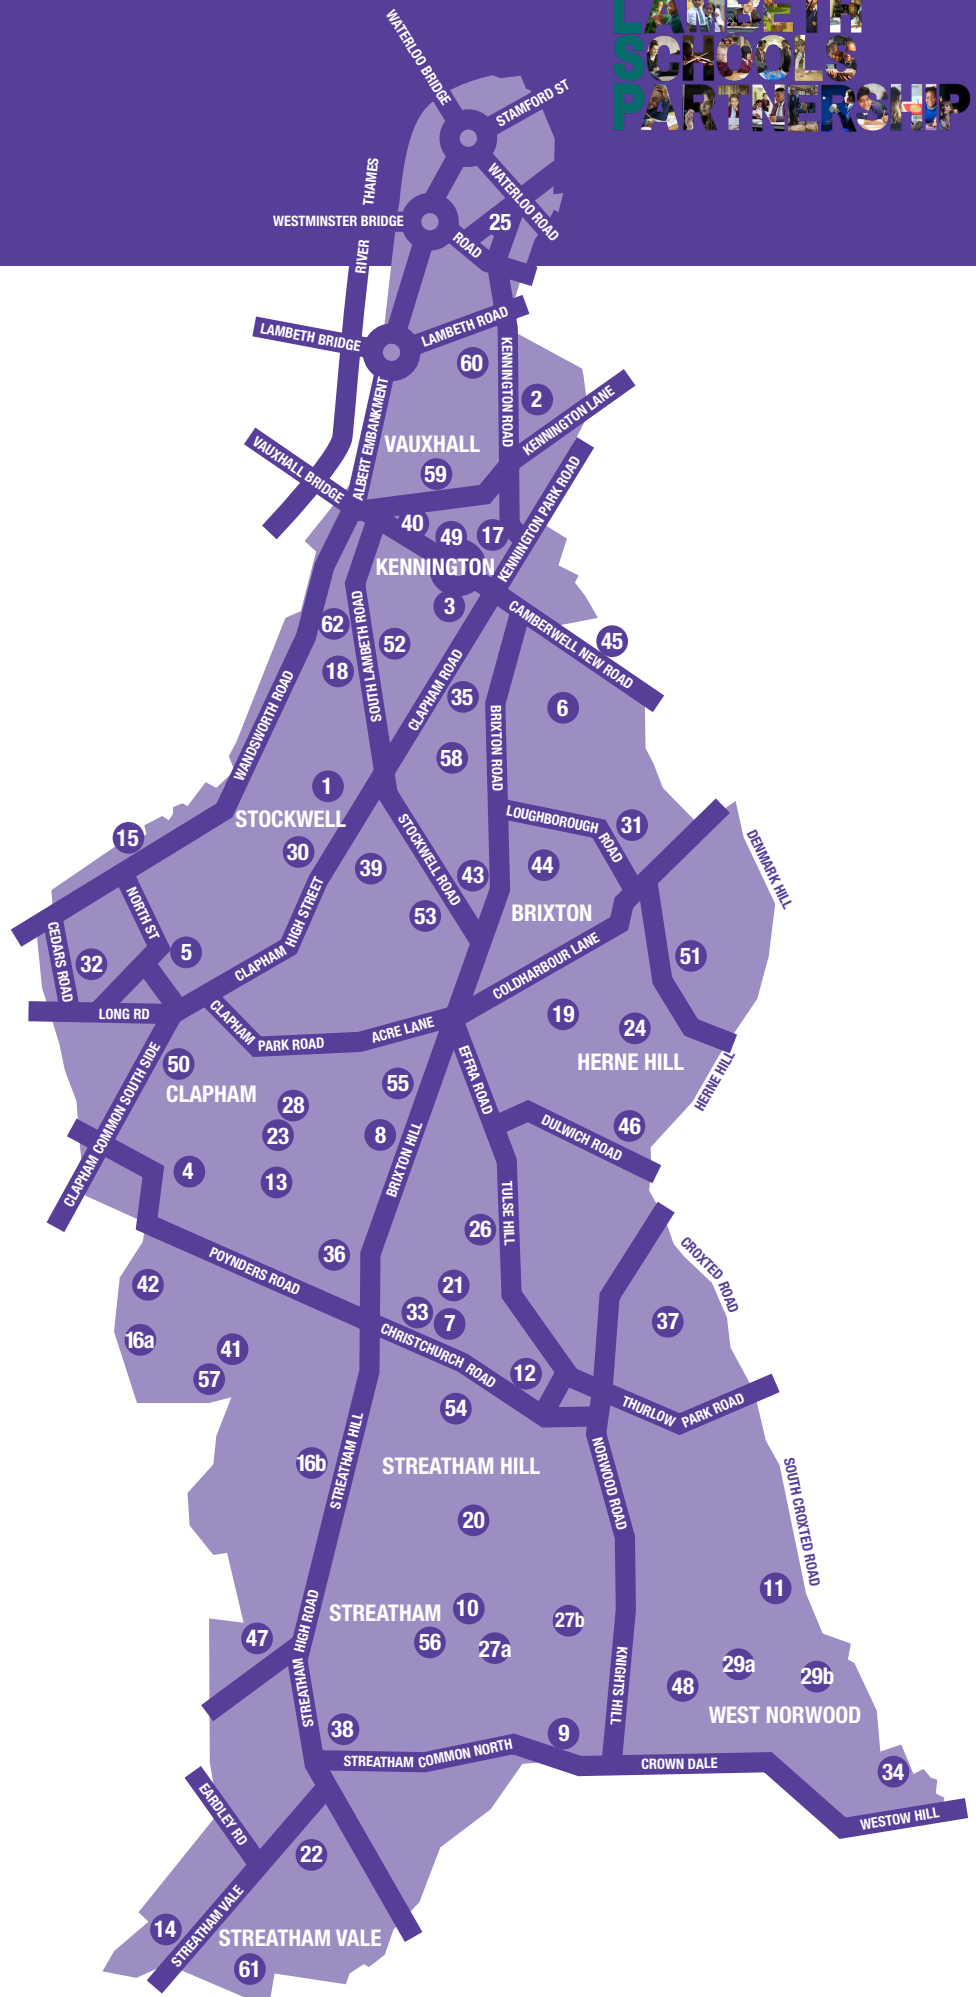 LAMBETH
SCHOOLS
PARTNERSHIP
WATERLOO BRIDGE
STAMFORD ST
RIVER THAMES
WATERLOO ROAD
WESTMINSTER BRIDGE
ROAD
25
LAMBETH BRIDGE
LAMBETH ROAD
60
KENNINGTON ROAD
2
KENNINGTON LANE
ALBERT EMBANKMENT
VAUXHALL
VAUXHALL BRIDGE
59
KENNINGTON PARK ROAD
40
49
17
KENNINGTON
3
CAMBERWELL NEW ROAD
62
52
45
18
SOUTH LAMBETH ROAD
CLAPHAM ROAD
35
6
WANDSWORTH ROAD
BRIXTON ROAD
58
1
STOCKWELL
LOUGHBOROUGH
ROAD
31
15
30
39
STOCKWELL ROAD
43
44
DENMARK HILL
NORTH ST
CLAPHAM HIGH STREET
53
BRIXTON
CEDARS ROAD
32
5
COLDHARBOUR LANE
51
LONG RD
CLAPHAM
PARK ROAD
ACRE LANE
19
24
HERNE HILL
HERNE HILL
CLAPHAM COMMON SOUTH SIDE
50
CLAPHAM
55
EFFRA ROAD
28
23
8
BRIXTON HILL
DULWICH ROAD
46
4
13
TULSE HILL
26
36
POYNDERS ROAD
CROXTED ROAD
42
21
33
7
37
16a
41
57
CHRISTCHURCH ROAD
12
THURLOW
PARK ROAD
54
STREATHAM HILL
16b
STREATHAM HILL
NORWOOD ROAD
SOUTH CROXTED ROAD
20
11
STREATHAM
10
27b
47
STREATHAM HIGH ROAD
56
27a
KNIGHTS HILL
48
29a
29b
WEST NORWOOD
38
9
STREATHAM COMMON NORTH
CROWN DALE
34
WESTOW HILL
EARDLEY RD
22
14
STREATHAM VALE
STREATHAM VALE
61